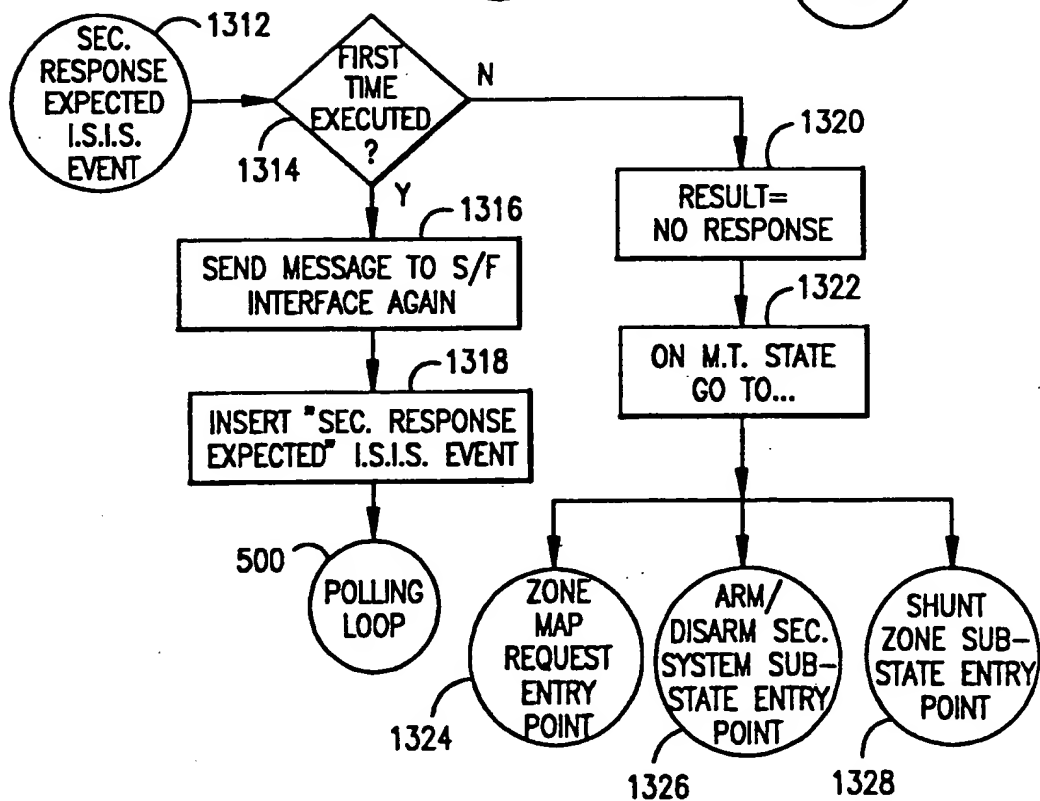 1312
SEC.
RESPONSE
EXPECTED
I.S.I.S.
EVENT
FIRST
TIME
EXECUTED
?
1314
N
Y
1316
SEND MESSAGE TO S/F
INTERFACE AGAIN
1318
INSERT "SEC. RESPONSE
EXPECTED" I.S.I.S. EVENT
500
POLLING
LOOP
1320
RESULT=
NO RESPONSE
1322
ON M.T. STATE
GO TO...
ZONE
MAP
REQUEST
ENTRY
POINT
1324
ARM/
DISARM SEC.
SYSTEM SUB-
STATE ENTRY
POINT
1326
SHUNT
ZONE SUB-
STATE ENTRY
POINT
1328